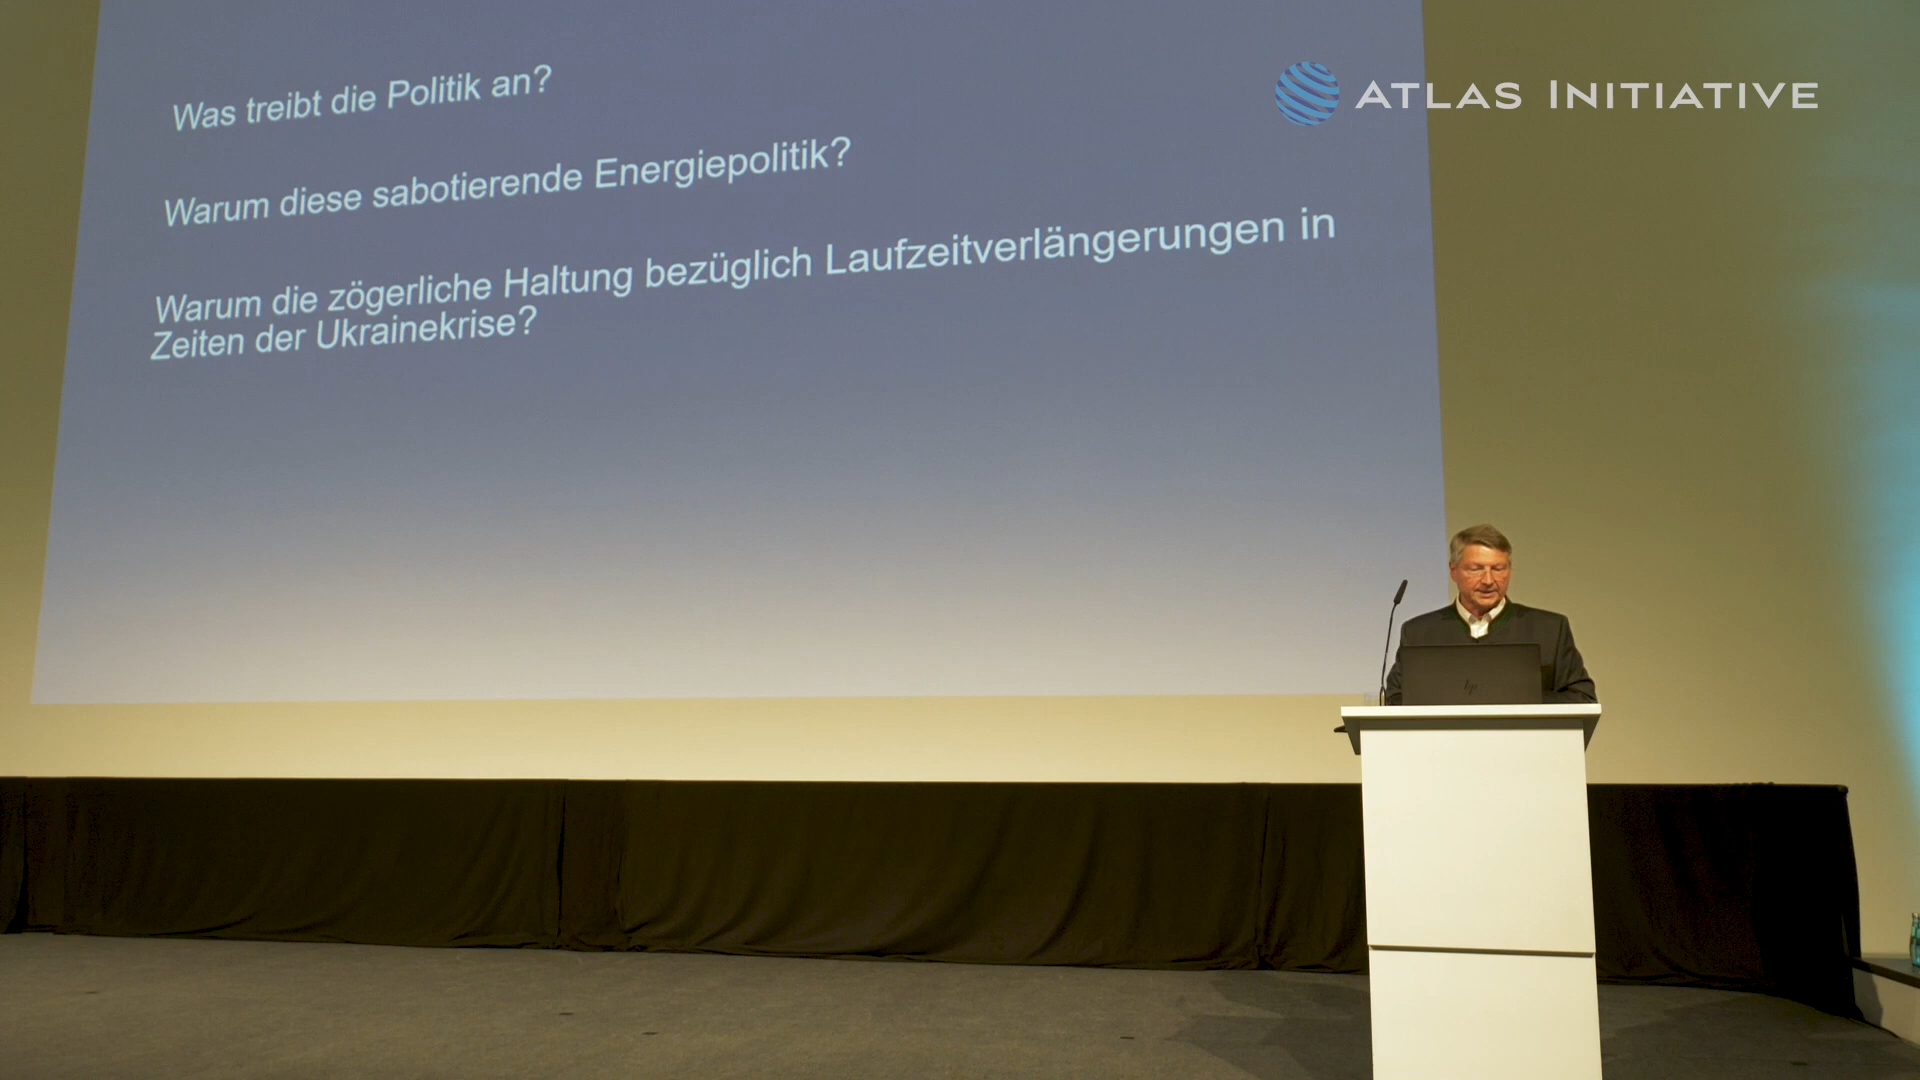 Was treibt die Politik an?
ATLAS INITIATIVE
Warum diese sabotierende Energiepolitik?
Warum die zögerliche Haltung bezüglich Laufzeitverlängerungen in
Zeiten der Ukrainekrise?
hp